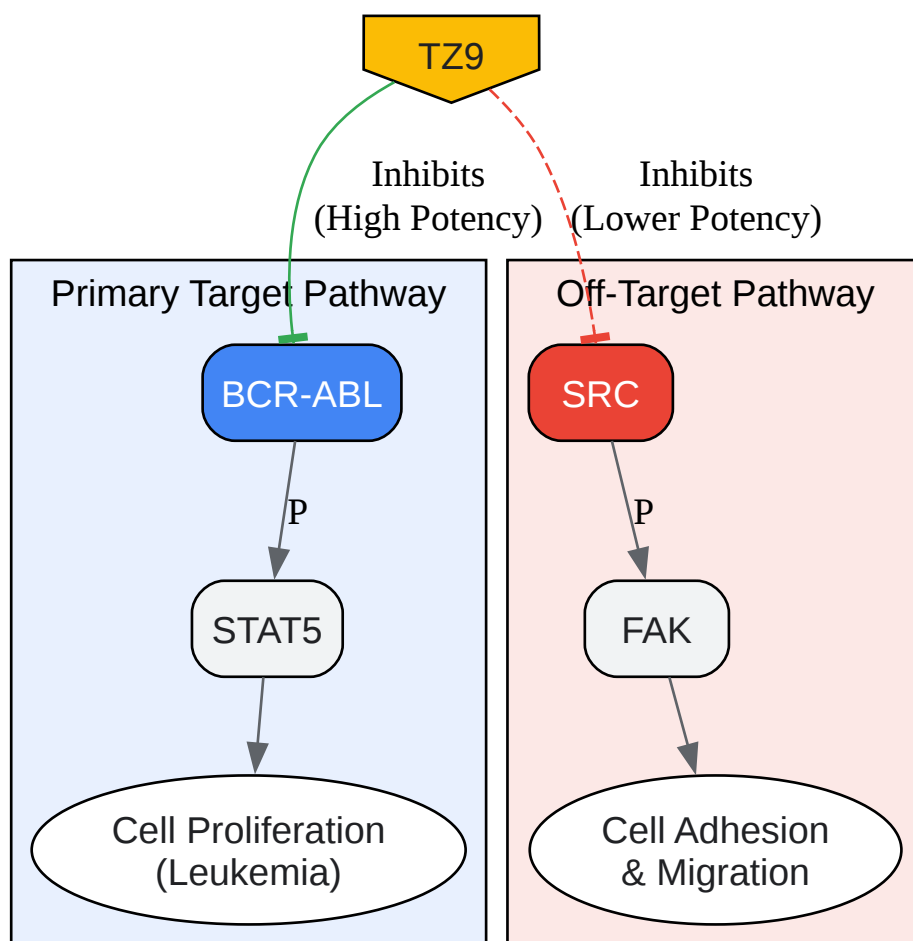 TZ9
Inhibits
(High Potency)
Inhibits
(Lower Potency)
Primary Target Pathway
BCR-ABL
P
STAT5
Cell Proliferation
(Leukemia)
Off-Target Pathway
SRC
P
FAK
Cell Adhesion
& Migration